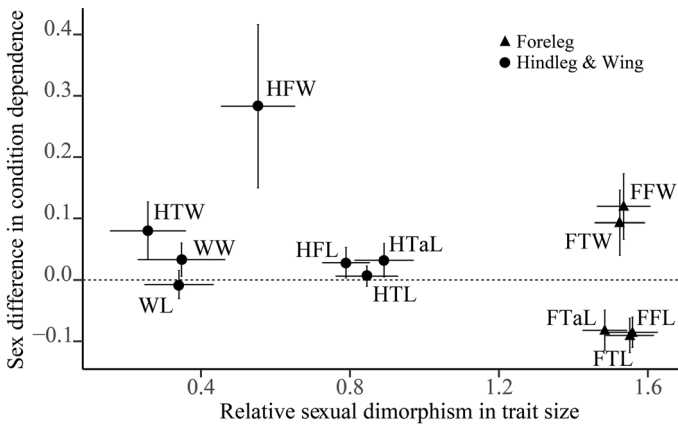 Sex difference in condition dependence
0.4
0.3
0.2
0.1
0.0
−0.1
Foreleg
Hindleg & Wing
HFW
HTW
WW
WL
HFL
HTaL
HTL
FFW
FTW
FTaL
FFL
FTL
0.4
0.8
1.2
1.6
Relative sexual dimorphism in trait size